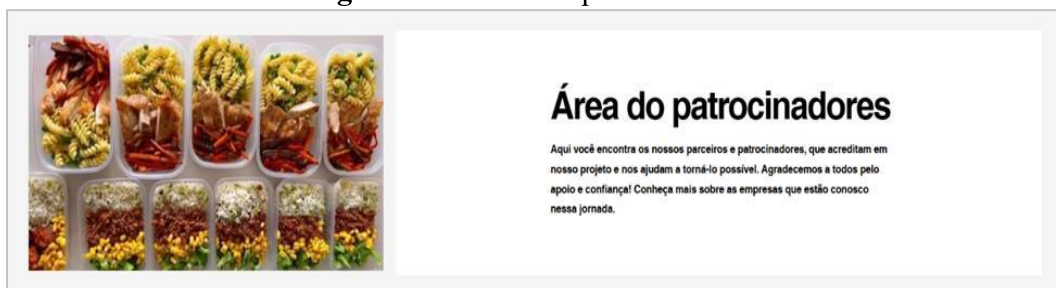 Área do patrocinadores
Aqui você encontra os nossos parceiros e patrocinadores, que acreditam em
nosso projeto e nos ajudam a torná-lo possível. Agradecemos a todos pelo
apoio e confiança! Conheça mais sobre as empresas que estão conosco
nessa jornada.